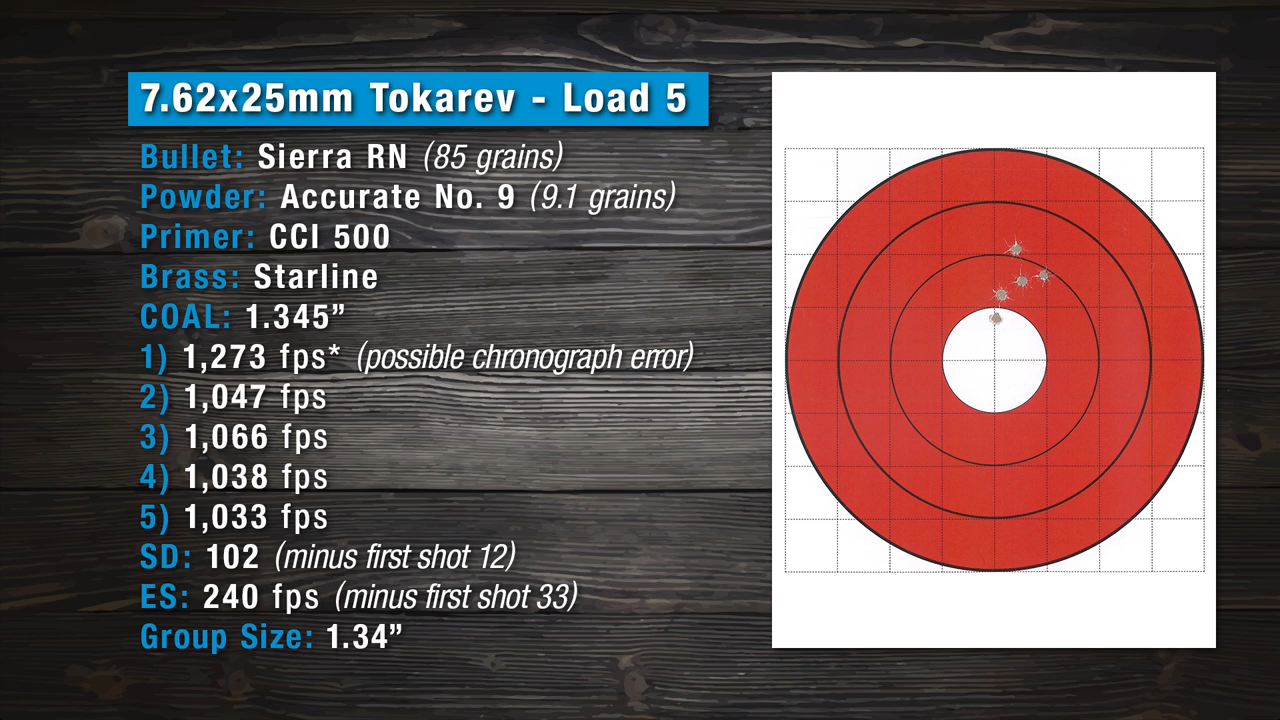 7.62x25mm Tokarev - Load 5
Bullet: Sierra RN (85 grains)
Powder: Accurate No. 9 (9.1 grains)
Primer: CCI 500
Brass: Starline
COAL: 1.345”
1) 1,273 fps* (possible chronograph error)
2) 1,047 fps
3) 1,066 fps
4) 1,038 fps
5) 1,033 fps
SD: 102 (minus first shot 12)
ES: 240 fps (minus first shot 33)
Group Size: 1.34”